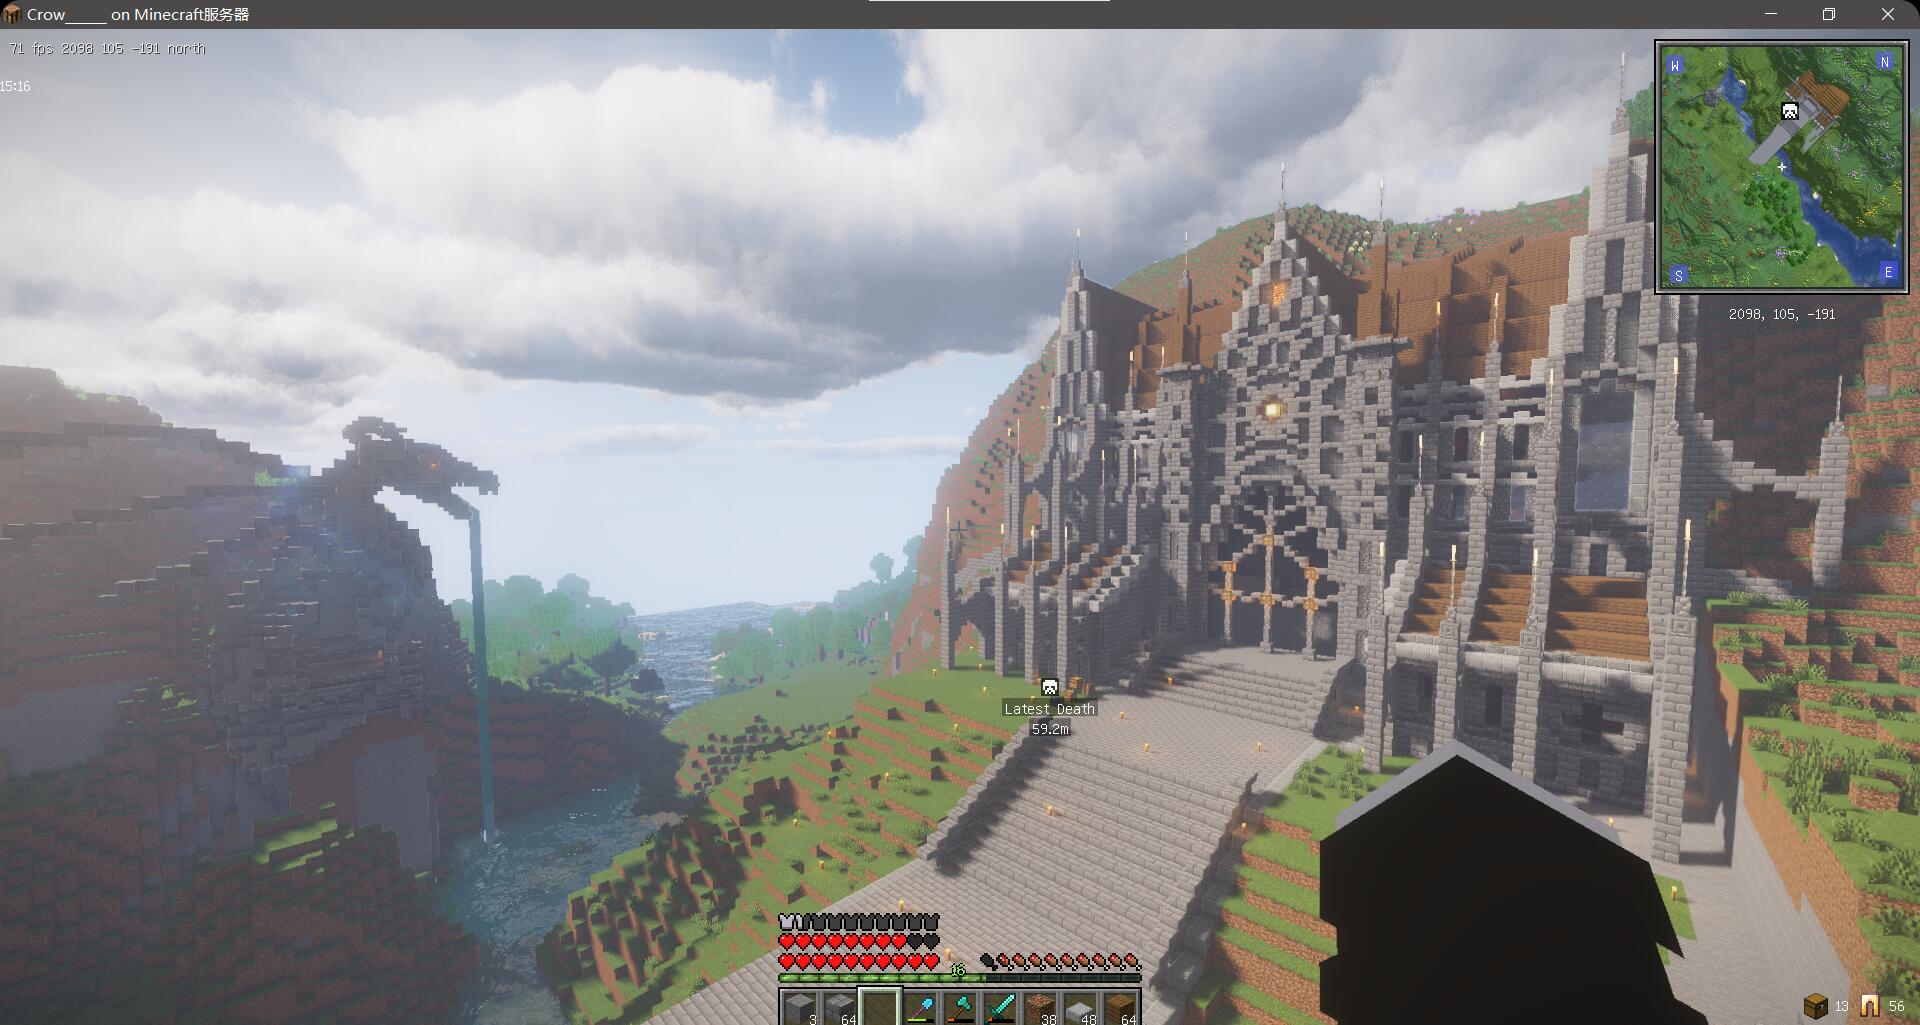 Crow_____ on Minecraft服务器
71 fps 2098 105 -191 north
15:16
W
N
S
E
2098, 105, -191
Latest Death
59.2m
16
3
64
38
48
64
13
56